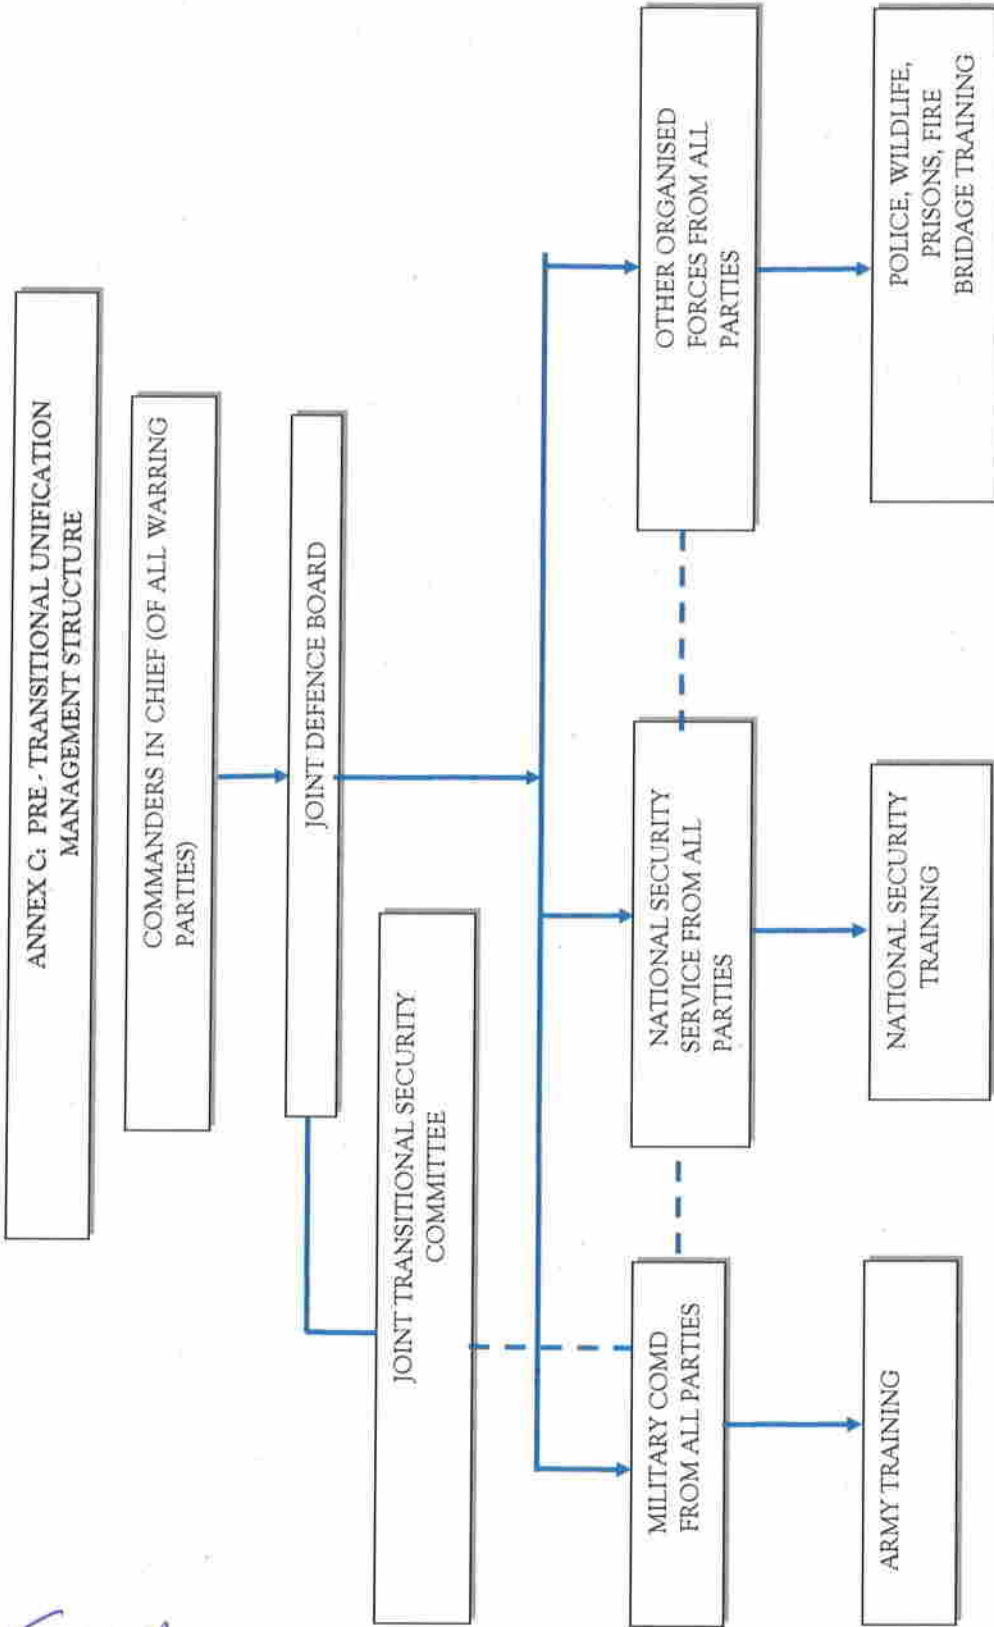 ANNEX C: PRE - TRANSITIONAL UNIFICATION
MANAGEMENT STRUCTURE
COMMANDERS IN CHIEF (OF ALL WARRING
PARTIES)
JOINT DEFENCE BOARD
JOINT TRANSITIONAL SECURITY
COMMITTEE
MILITARY COMD
FROM ALL PARTIES
NATIONAL SECURITY
SERVICE FROM ALL
PARTIES
OTHER ORGANISED
FORCES FROM ALL
PARTIES
ARMY TRAINING
NATIONAL SECURITY
TRAINING
POLICE, WILDLIFE,
PRISONS, FIRE
BRIDAGE TRAINING